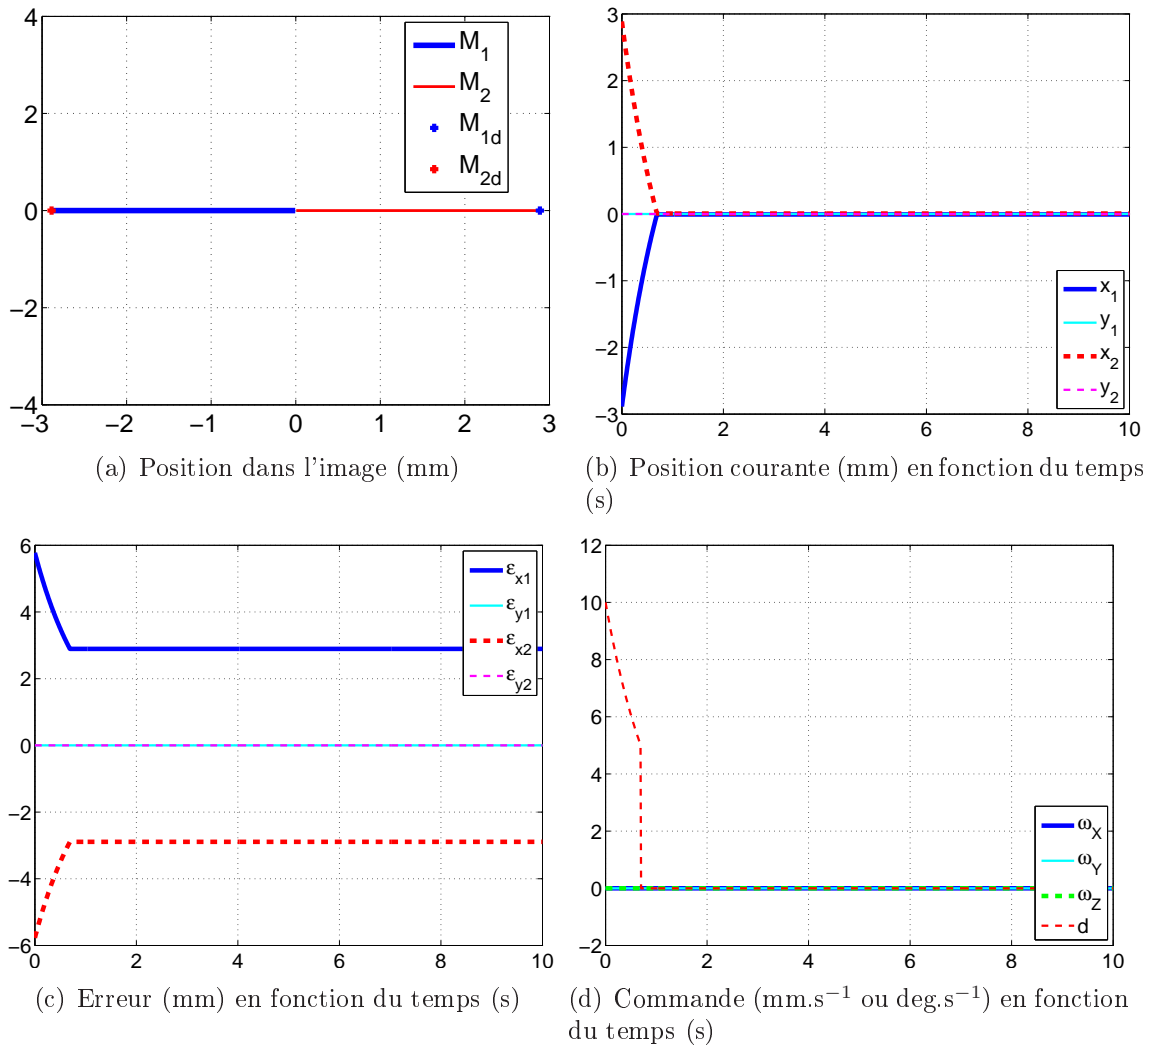 4
2
0
−2
−4
−3
−2
−1
0
1
2
3
M1
M2
M1d
M2d
(a) Position dans l'image (mm)
3
2
1
0
−1
−2
−3
0
2
4
6
8
10
x1
y1
x2
y2
(b) Position courante (mm) en fonction du temps
(s)
6
4
2
0
−2
−4
−6
0
2
4
6
8
10
εx1
εy1
εx2
εy2
(c) Erreur (mm) en fonction du temps (s)
12
10
8
6
4
2
0
−2
0
2
4
6
8
10
ωX
ωY
ωZ
d
(d) Commande (mm.s−1 ou deg.s−1) en fonction
du temps (s)